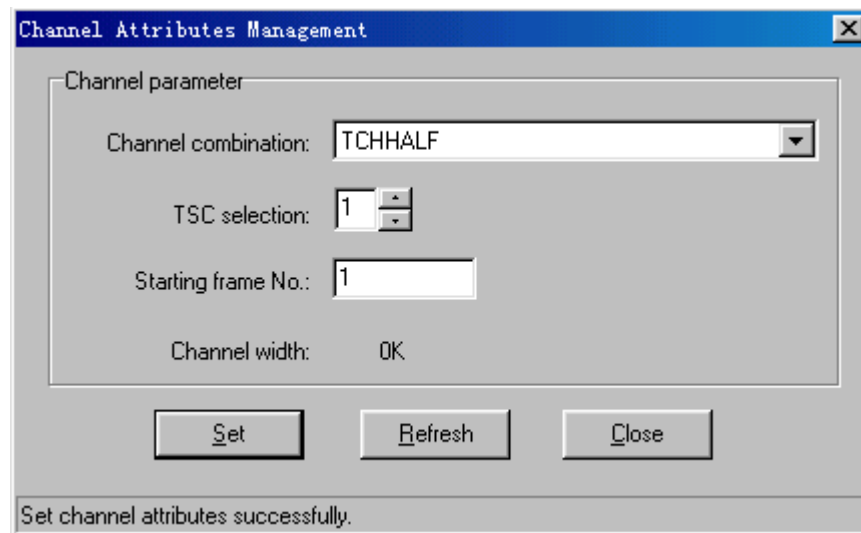 Channel Attributes Management
Channel parameter
Channel combination: TCHHALF
TSC selection: 1
Starting frame No.: 1
Channel width: 0K
Set Refresh Close
Set channel attributes successfully.